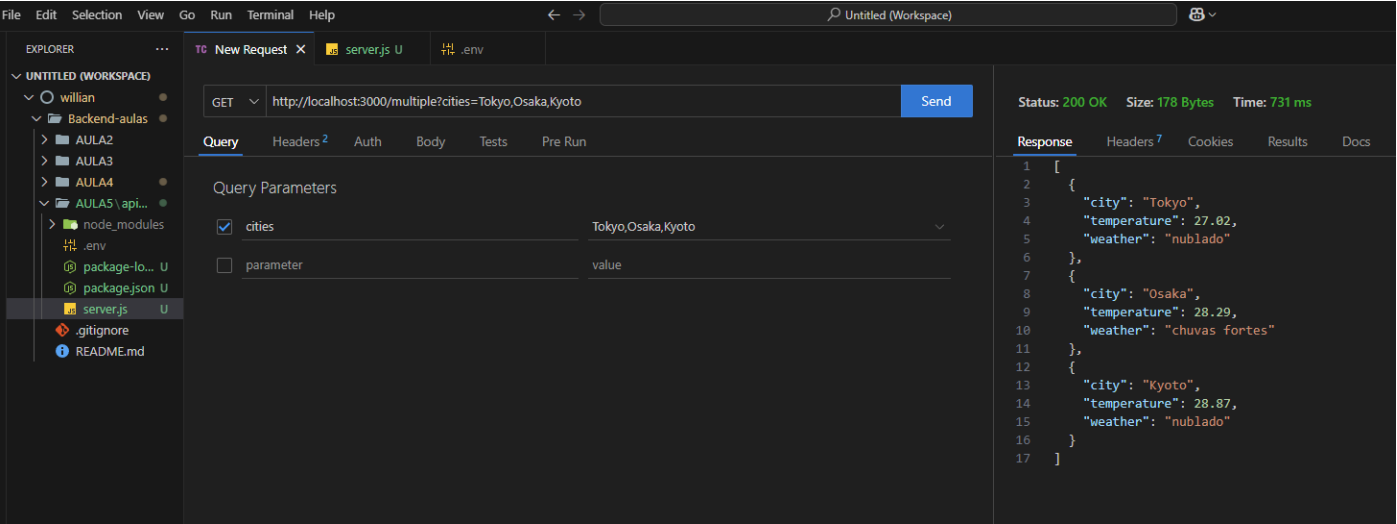 File Edit Selection View Go Run Terminal Help ← → Untitled (Workspace)
EXPLORER ...
UNTITLED (WORKSPACE)
willian
Backend-aulas
AULA2
AULA3
AULA4
AULA5\api...
node_modules
.env
package-lo... U
package.json U
server.js U
.gitignore
README.md
TC New Request × JS server.js U .env
GET http://localhost:3000/multiple?cities=Tokyo,Osaka,Kyoto Send
Query Headers 2 Auth Body Tests Pre Run
Query Parameters
cities Tokyo,Osaka,Kyoto
parameter value
Status: 200 OK Size: 178 Bytes Time: 731 ms
Response Headers 7 Cookies Results Docs
1 [
2 {
3 "city": "Tokyo",
4 "temperature": 27.02,
5 "weather": "nublado"
6 },
7 {
8 "city": "Osaka",
9 "temperature": 28.29,
10 "weather": "chuvas fortes"
11 },
12 {
13 "city": "Kyoto",
14 "temperature": 28.87,
15 "weather": "nublado"
16 }
17 ]